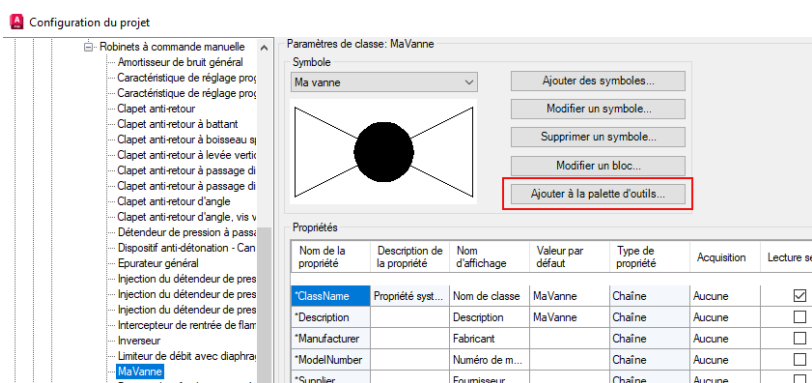 Configuration du projet
Robinets à commande manuelle
Amortisseur de bruit général
Caractéristique de réglage prog
Caractéristique de réglage prog
Clapet anti-retour
Clapet anti-retour à battant
Clapet anti-retour à boisseau s
Clapet anti-retour à levée vertic
Clapet anti-retour à passage di
Clapet anti-retour à passage di
Clapet anti-retour d'angle
Clapet anti-retour d'angle, vis v
Détendeur de pression à passa
Dispositif anti-détonation - Can
Epurateur général
Injection du détendeur de pres
Injection du détendeur de pres
Injection du détendeur de pres
Intercepteur de rentrée de flam
Inverseur
Limiteur de débit avec diaphra
MaVanne
Paramètres de classe: MaVanne
Symbole
Ma vanne
Ajouter des symboles...
Modifier un symbole...
Supprimer un symbole...
Modifier un bloc...
Ajouter à la palette d'outils...
Propriétés
Nom de la propriété Description de la propriété Nom d'affichage Valeur par défaut Type de propriété Acquisition Lecture se
*ClassName Propriété syst... Nom de classe MaVanne Chaîne Aucune
*Description Description MaVanne Chaîne Aucune
*Manufacturer Fabricant Chaîne Aucune
*ModelNumber Numéro de m... Chaîne Aucune
*Supplier Fournisseur Chaîne Aucune